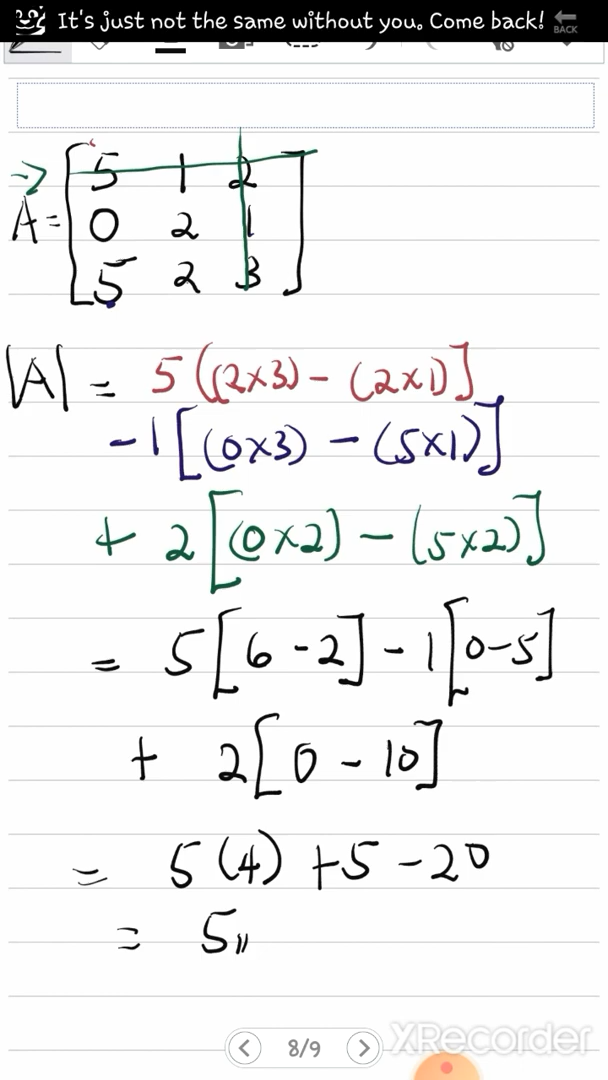 It's just not the same without you. Come back!
BACK
→ 5 1 2
A = 0 2 1
5 2 3
|A| = 5((2×3) - (2×1)]
-1[(0×3) - (5×1)]
+ 2[(0×2) - (5×2)]
= 5[6 - 2] - 1[0 - 5]
+ 2[0 - 10]
= 5(4) + 5 - 20
= 5,,
8/9
XRecorder